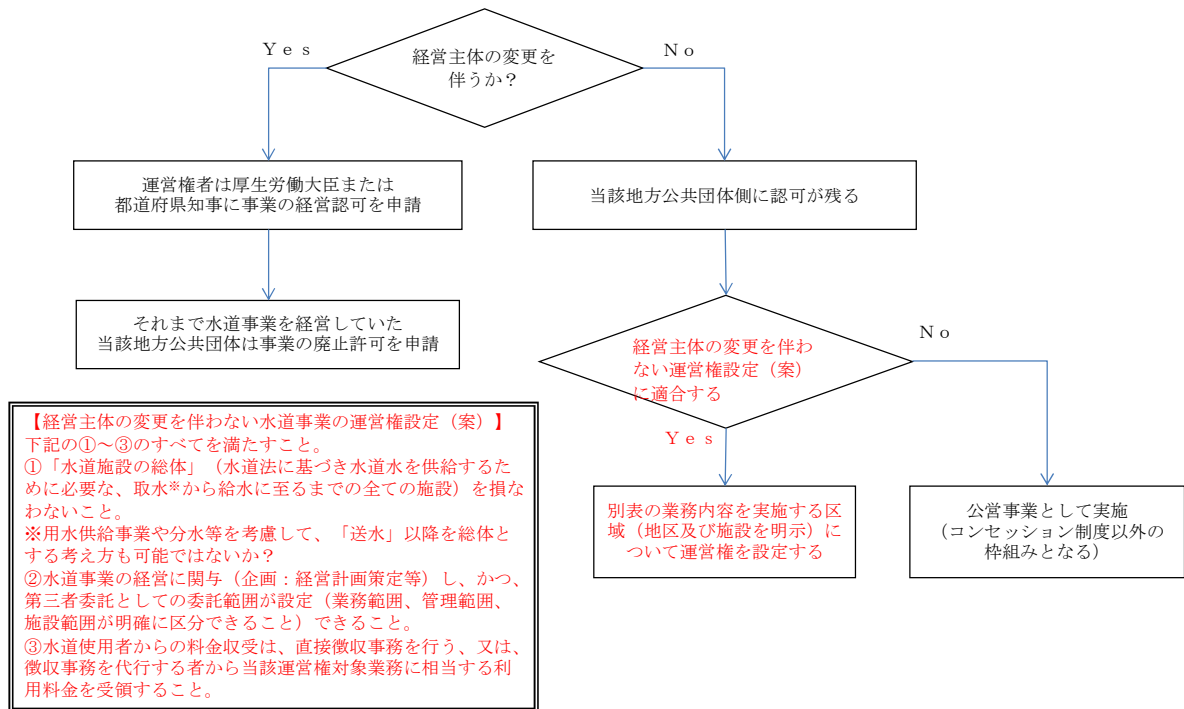 Ｙｅｓ
経営主体の変更を
伴うか？
Ｎｏ
運営権者は厚生労働大臣または
都道府県知事に事業の経営認可を申請
当該地方公共団体側に認可が残る
それまで水道事業を経営していた
当該地方公共団体は事業の廃止許可を申請
経営主体の変更を伴わ
ない運営権設定（案）
に適合する
Ｎｏ
Ｙｅｓ
【経営主体の変更を伴わない水道事業の運営権設定（案）】
下記の①～③のすべてを満たすこと。
①「水道施設の総体」（水道法に基づき水道水を供給するた
めに必要な、取水※から給水に至るまでの全ての施設）を損な
わないこと。
※用水供給事業や分水等を考慮して、「送水」以降を総体と
する考え方も可能ではないか？
②水道事業の経営に関与（企画：経営計画策定等）し、かつ、
第三者委託としての委託範囲が設定（業務範囲、管理範囲、
施設範囲が明確に区分できること）できること。
③水道使用者からの料金収受は、直接徴収事務を行う、又は、
徴収事務を代行する者から当該運営権対象業務に相当する利
用料金を受領すること。
別表の業務内容を実施する区
域（地区及び施設を明示）に
ついて運営権を設定する
公営事業として実施
（コンセッション制度以外の
枠組みとなる）